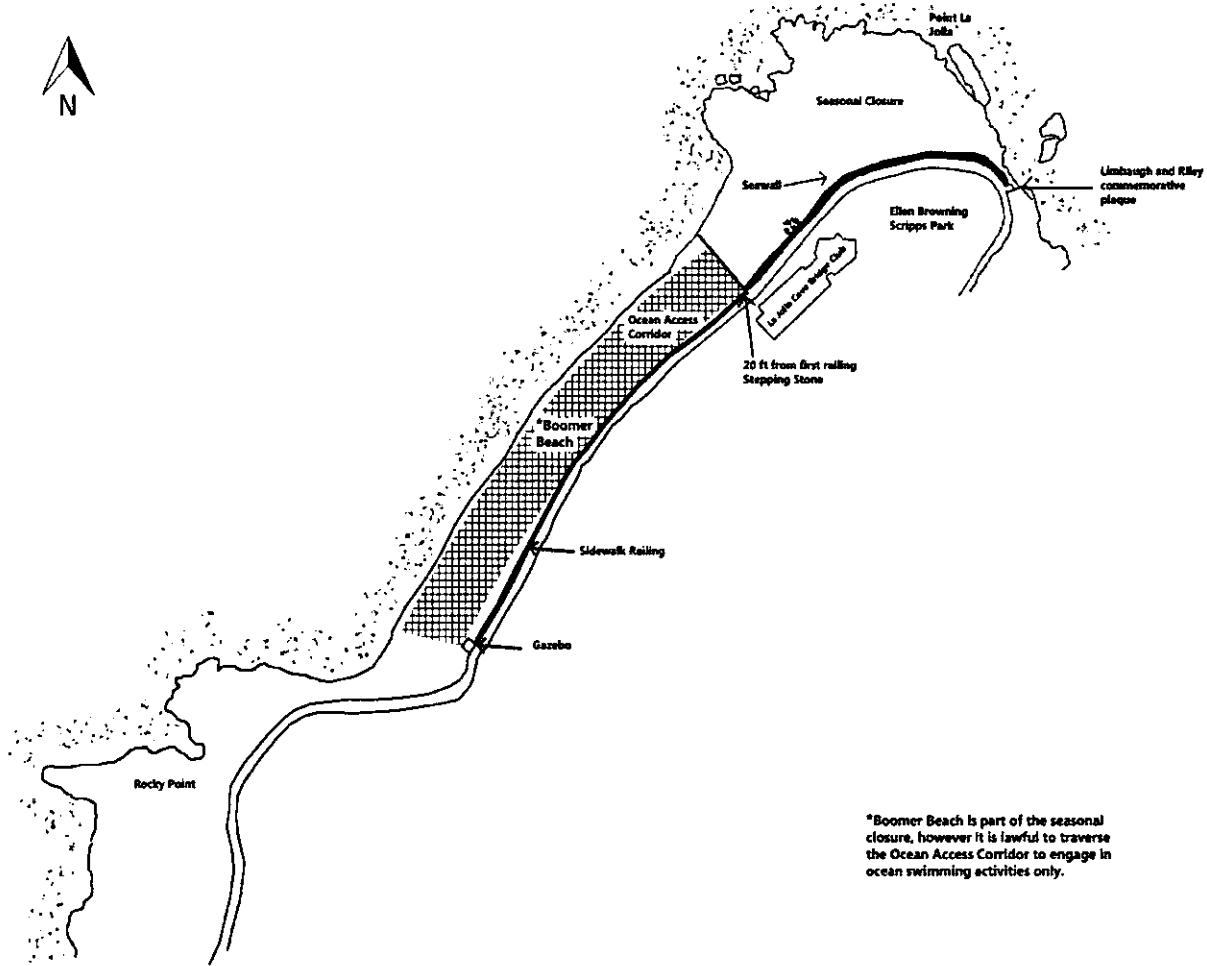 Point La
Jolla
N
Seasonal Closure
Seawall
Limbaugh and Riley
commemorative
plaque
Ellen Browning
Scripps Park
La Jolla Cove Bridge Club
Ocean Access
Corridor
20 ft from first railing
Stepping Stone
*Boomer
Beach
Sidewalk Railing
Gazebo
Rocky Point
*Boomer Beach is part of the seasonal
closure, however it is lawful to traverse
the Ocean Access Corridor to engage in
ocean swimming activities only.